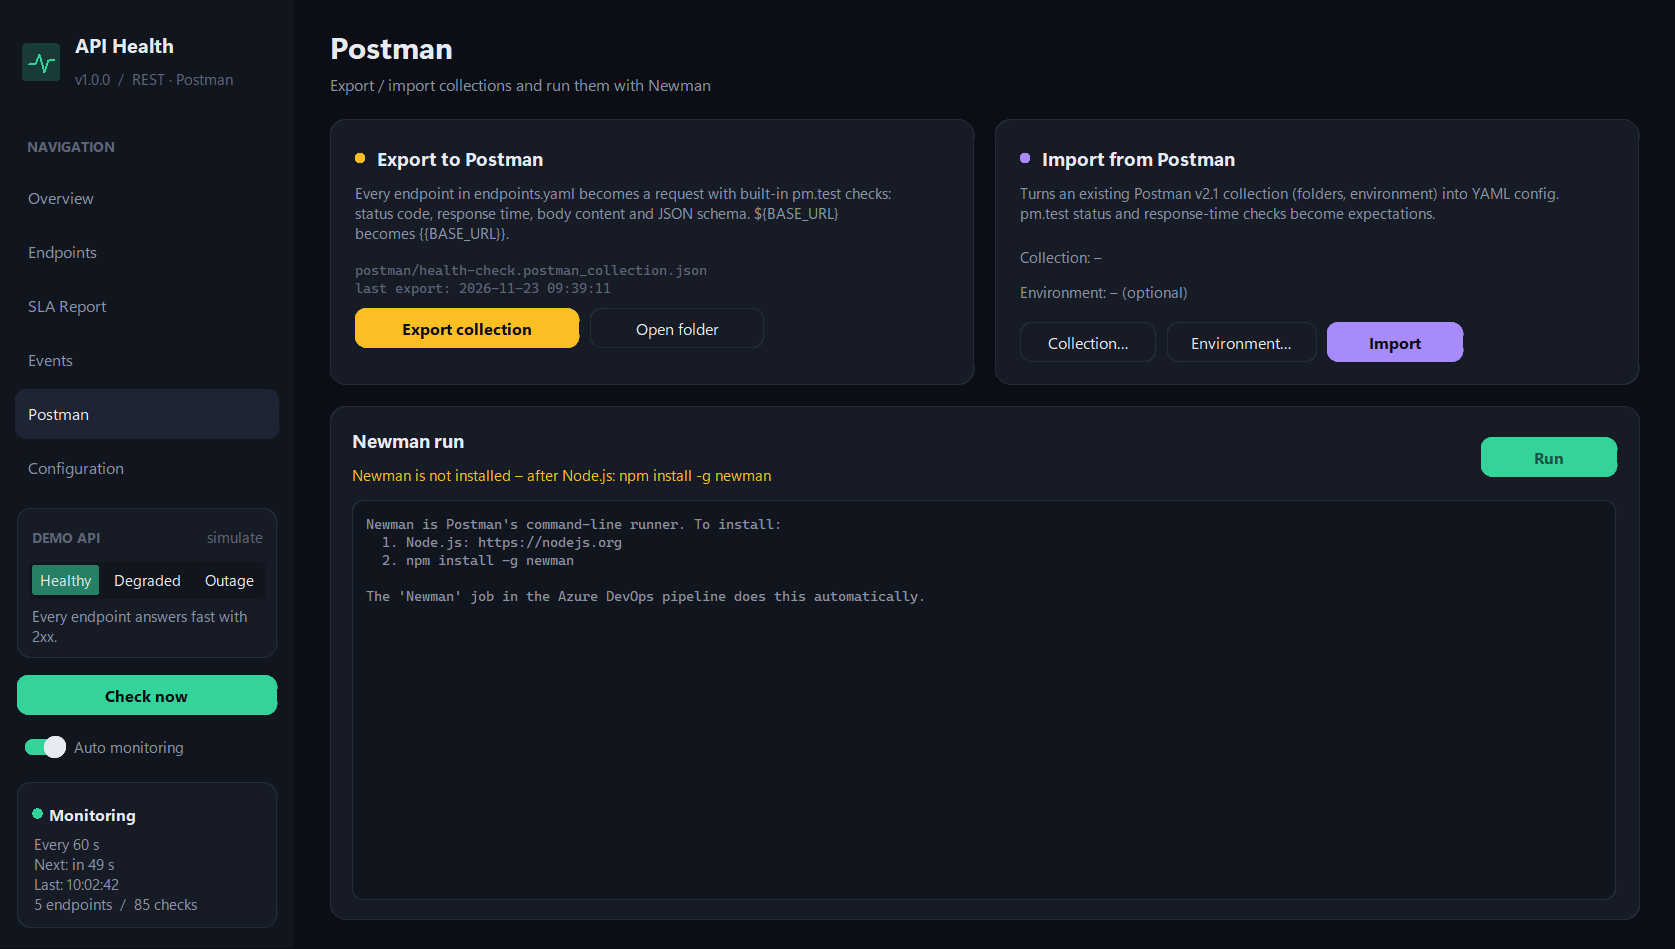 API Health
v1.0.0 / REST · Postman
NAVIGATION
Overview
Endpoints
SLA Report
Events
Postman
Configuration
DEMO API
simulate
Healthy
Degraded
Outage
Every endpoint answers fast with
2xx.
Check now
Auto monitoring
Monitoring
Every 60 s
Next: in 49 s
Last: 10:02:42
5 endpoints / 85 checks
Postman
Export / import collections and run them with Newman
Export to Postman
Every endpoint in endpoints.yaml becomes a request with built-in pm.test checks:
status code, response time, body content and JSON schema. ${BASE_URL}
becomes {{BASE_URL}}.
postman/health-check.postman_collection.json
last export: 2026-11-23 09:39:11
Export collection
Open folder
Import from Postman
Turns an existing Postman v2.1 collection (folders, environment) into YAML config.
pm.test status and response-time checks become expectations.
Collection: –
Environment: – (optional)
Collection...
Environment...
Import
Newman run
Newman is not installed – after Node.js: npm install -g newman
Run
Newman is Postman's command-line runner. To install:
1. Node.js: https://nodejs.org
2. npm install -g newman
The 'Newman' job in the Azure DevOps pipeline does this automatically.